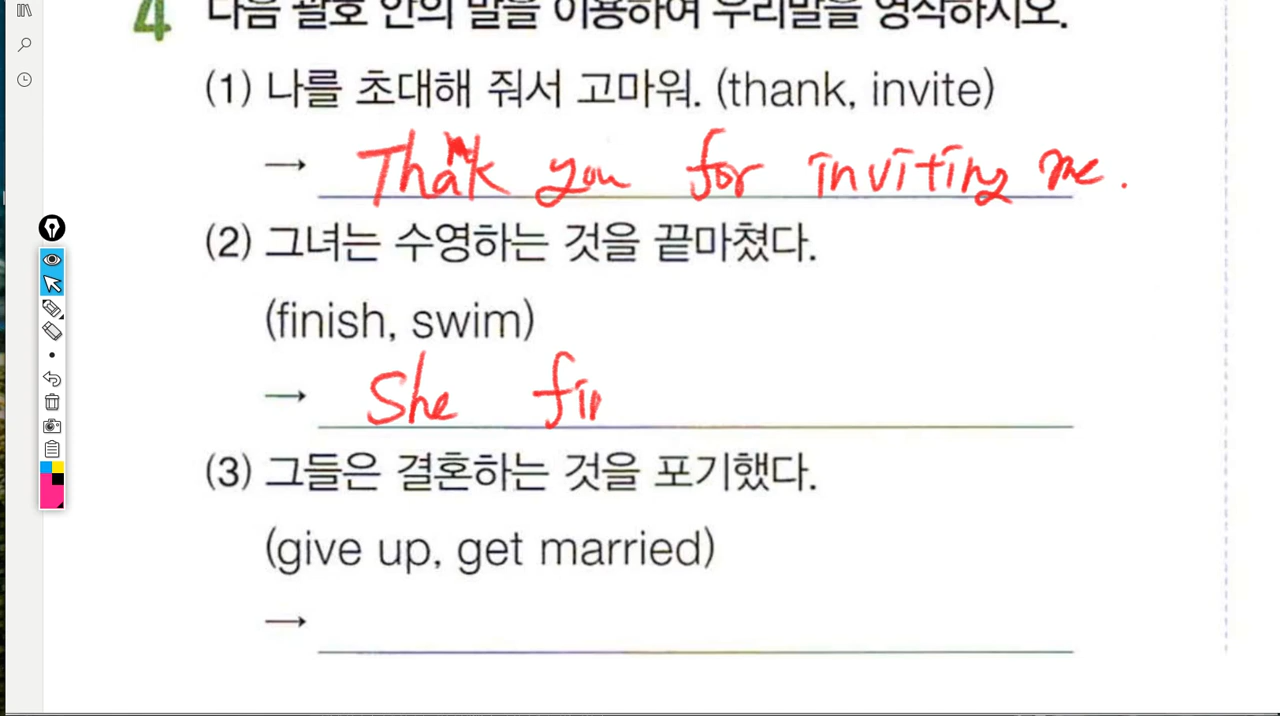 4 다음 괄호 안의 말을 이용하여 우리말을 영작하시오.
(1) 나를 초대해 줘서 고마워. (thank, invite)
→ Thank you for inviting me.
(2) 그녀는 수영하는 것을 끝마쳤다.
(finish, swim)
→ She fin
(3) 그들은 결혼하는 것을 포기했다.
(give up, get married)
→